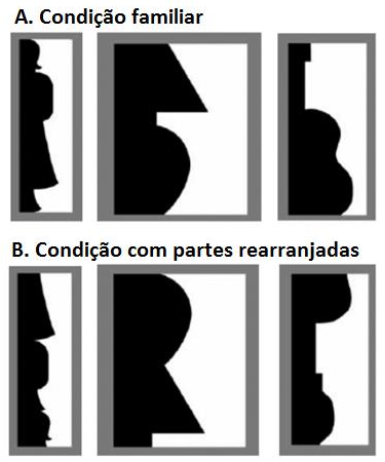 A. Condição familiar
B. Condição com partes rearranjadas